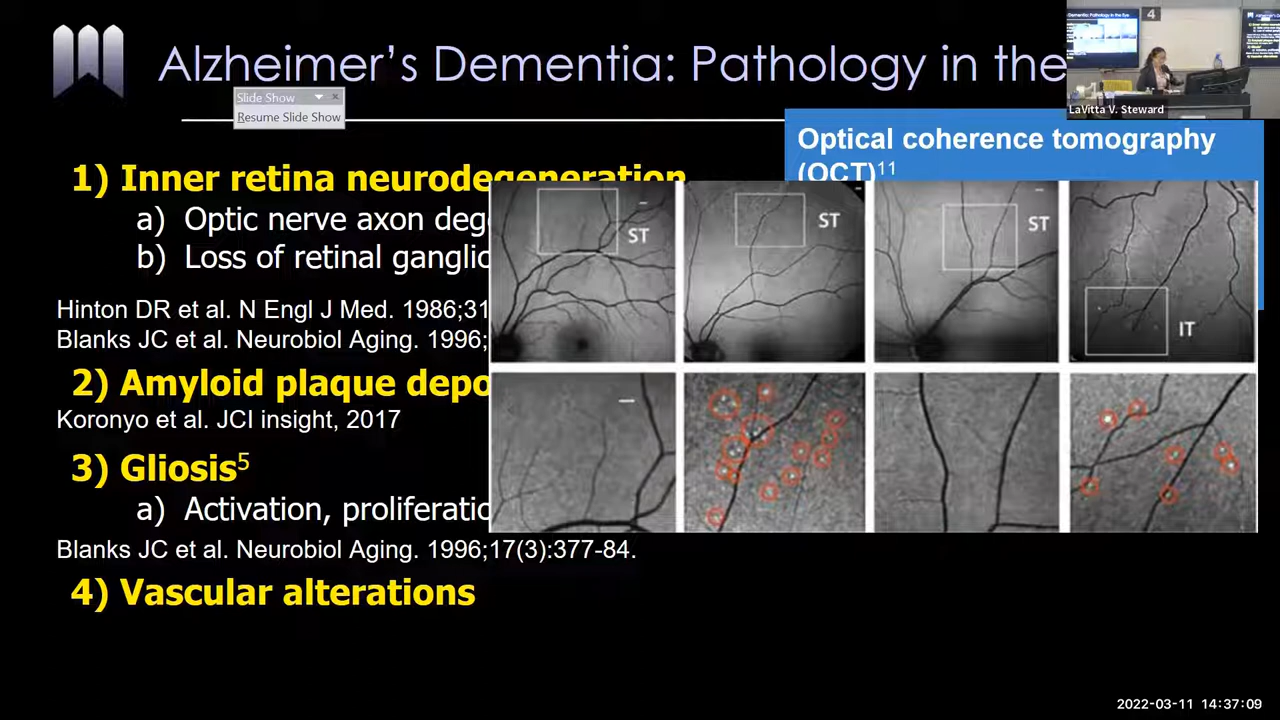 Alzheimer's Dementia: Pathology in the
4
LaVitta V. Steward
Slide Show
Resume Slide Show
Optical coherence tomography
(OCT)11
1) Inner retina neurodegeneration
a) Optic nerve axon deg
b) Loss of retinal ganglic
Hinton DR et al. N Engl J Med. 1986;31
Blanks JC et al. Neurobiol Aging. 1996;
2) Amyloid plaque depo
Koronyo et al. JCI insight, 2017
3) Gliosis5
a) Activation, proliferatio
Blanks JC et al. Neurobiol Aging. 1996;17(3):377-84.
4) Vascular alterations
ST
ST
ST
IT
2022-03-11 14:37:09